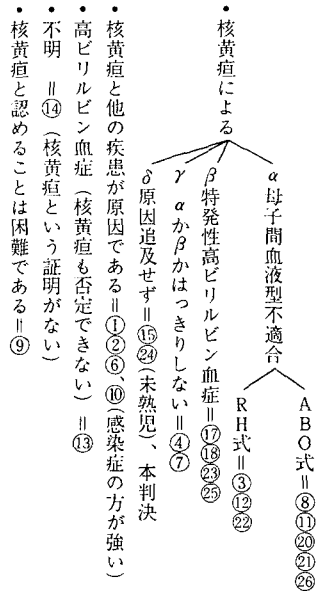 ・核黄疸による
α母子間血液型不適合
ABO式＝⑧⑪⑳㉑㉖
RH式＝③⑫㉒
β特発性高ビリルビン血症＝⑰⑱㉓㉕
γ αかβかはっきりしない＝④⑦
δ原因追及せず＝⑮㉔(未熟児)、本判決
・核黄疸と他の疾患が原因である＝①②⑥、⑩(感染症の方が強い)
・高ビリルビン血症（核黄疸も否定できない）＝⑬
・不明 ＝⑭（核黄疸という証明がない）
・核黄疸と認めることは困難である＝⑨